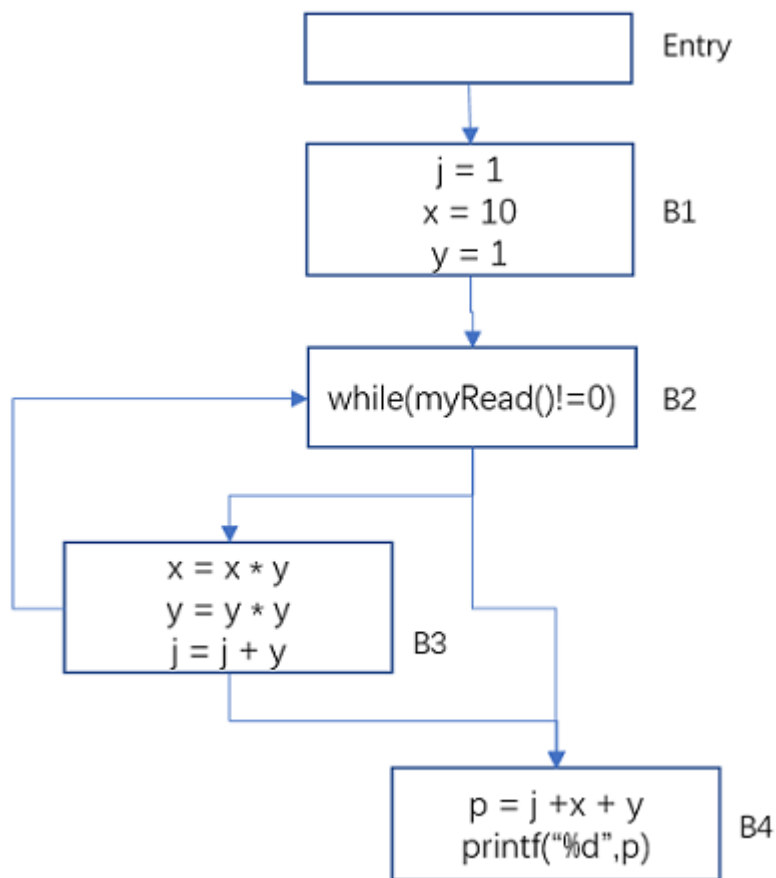 Entry
j = 1
x = 10
y = 1
B1
while(myRead()!=0)
B2
x = x * y
y = y * y
j = j + y
B3
p = j +x + y
printf(“%d”,p)
B4